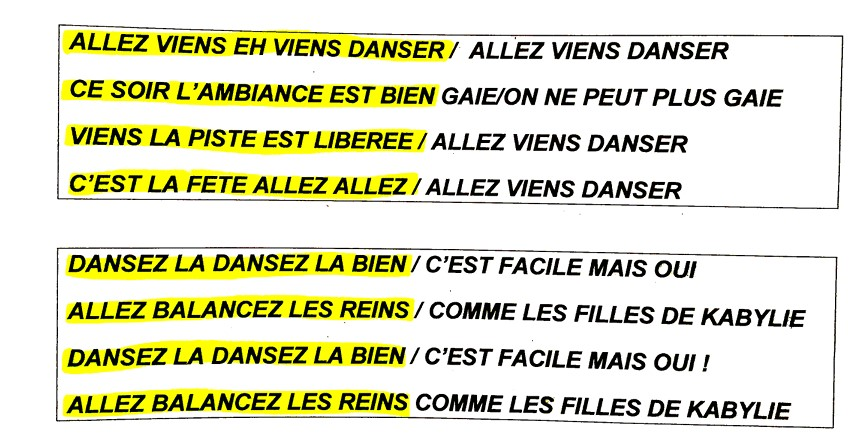 ALLEZ VIENS EH VIENS DANSER / ALLEZ VIENS DANSER
CE SOIR L'AMBIANCE EST BIEN GAIE/ON NE PEUT PLUS GAIE
VIENS LA PISTE EST LIBEREE / ALLEZ VIENS DANSER
C'EST LA FETE ALLEZ ALLEZ / ALLEZ VIENS DANSER
DANSEZ LA DANSEZ LA BIEN / C'EST FACILE MAIS OUI
ALLEZ BALANCEZ LES REINS / COMME LES FILLES DE KABYLIE
DANSEZ LA DANSEZ LA BIEN / C'EST FACILE MAIS OUI !
ALLEZ BALANCEZ LES REINS COMME LES FILLES DE KABYLIE